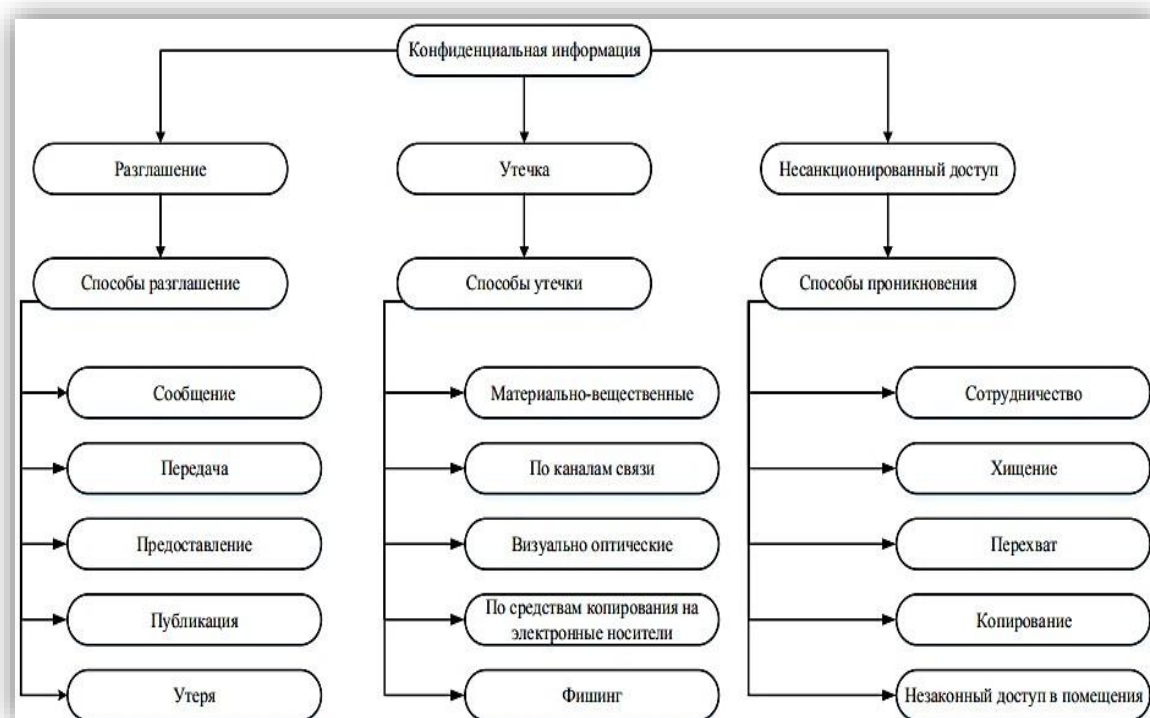 Конфиденциальная информация
Разглашение
Утечка
Несанкционированный доступ
Способы разглашение
Способы утечки
Способы проникновения
Сообщение
Материально-вещественные
Сотрудничество
Передача
По каналам связи
Хищение
Предоставление
Визуально оптические
Перехват
Публикация
По средствам копирования на
электронные носители
Копирование
Утеря
Фишинг
Незаконный доступ в помещения